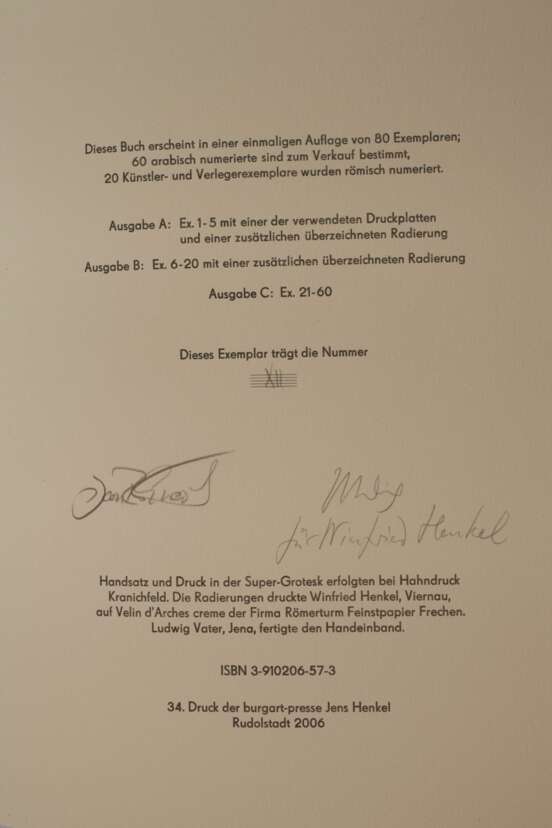 Dieses Buch erscheint in einer einmaligen Auflage von 80 Exemplaren;
60 arabisch numerierte sind zum Verkauf bestimmt,
20 Künstler- und Verlegerexemplare wurden römisch numeriert.
Ausgabe A: Ex. 1-5 mit einer der verwendeten Druckplatten
und einer zusätzlichen überzeichneten Radierung
Ausgabe B: Ex. 6-20 mit einer zusätzlichen überzeichneten Radierung
Ausgabe C: Ex. 21-60
Dieses Exemplar trägt die Nummer
XII
für Winfried Henkel
Handsatz und Druck in der Super-Grotesk erfolgten bei Hahndruck
Kranichfeld. Die Radierungen druckte Winfried Henkel, Viernau,
auf Velin d'Arches creme der Firma Römerturm Feinstpapier Frechen.
Ludwig Vater, Jena, fertigte den Handeinband.
ISBN 3-910206-57-3
34. Druck der burgart-presse Jens Henkel
Rudolstadt 2006